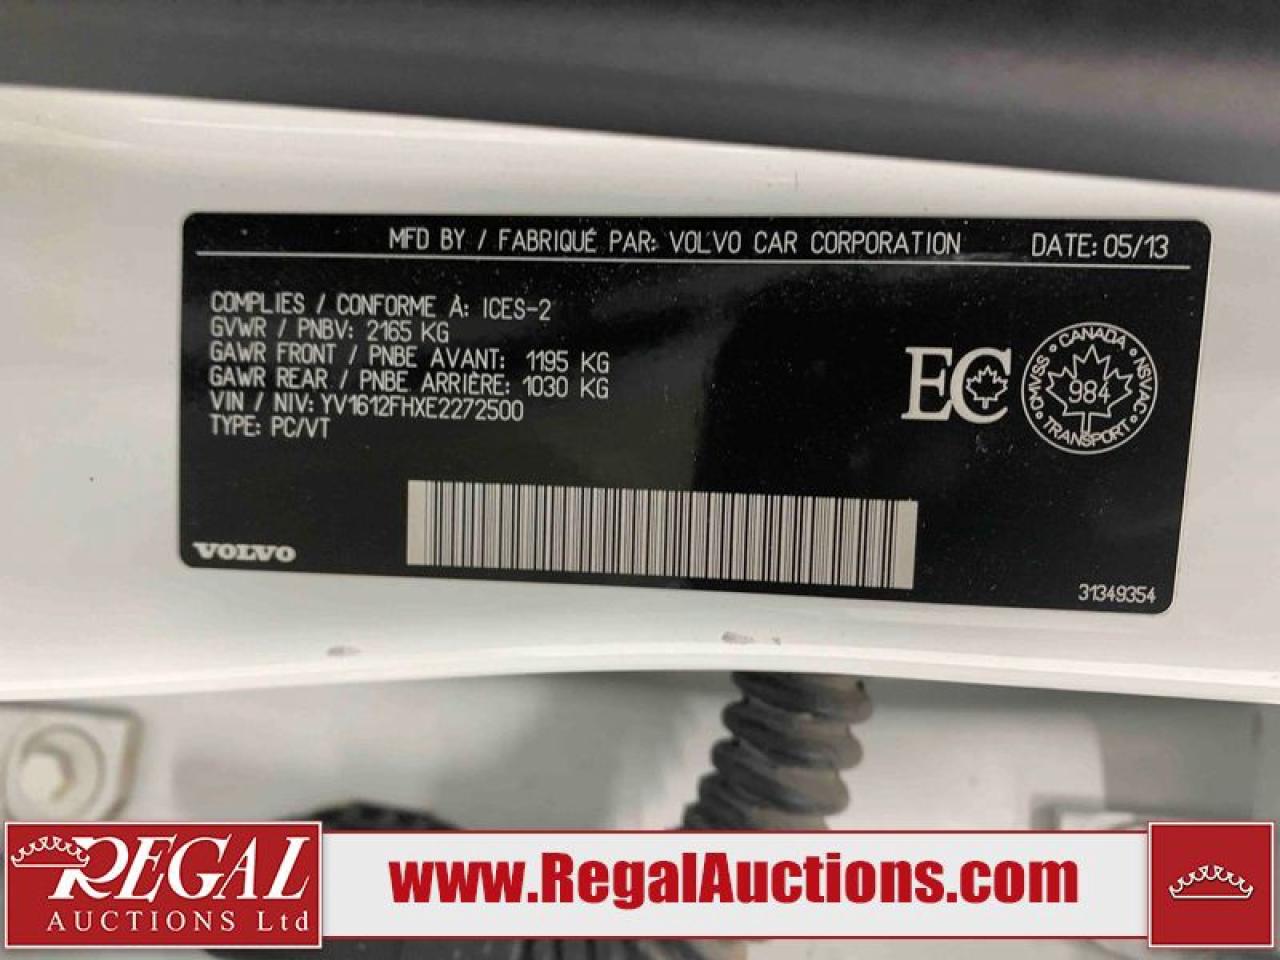 MFD BY / FABRIQUÉ PAR: VOLVO CAR CORPORATION DATE: 05/13
COMPLIES / CONFORME À: ICES-2
GVWR / PNBV: 2165 KG
GAWR FRONT / PNBE AVANT: 1195 KG
GAWR REAR / PNBE ARRIÈRE: 1030 KG
VIN / NIV: YV1612FHXE2272500
TYPE: PC/VT
EC
CANADA
CMVSS 984 NSVAC
TRANSPORT
VOLVO
31349354
REGAL
AUCTIONS Ltd
www.RegalAuctions.com